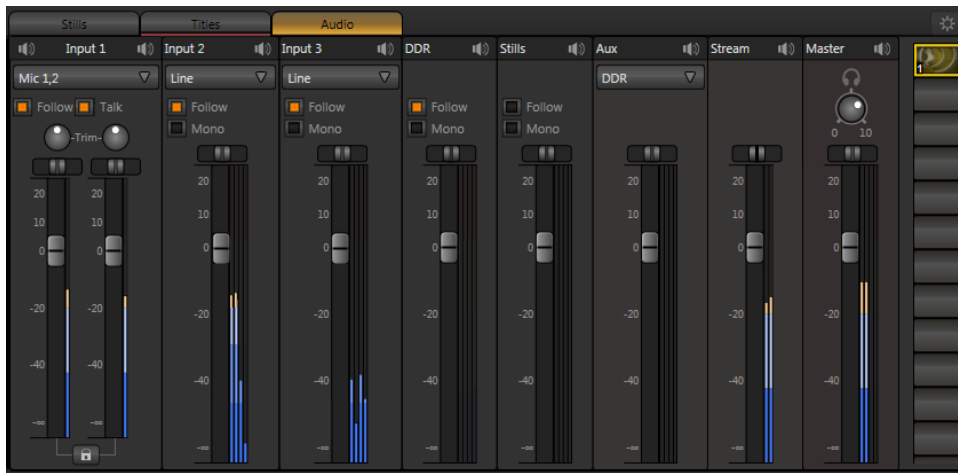 Stills Titles Audio
Input 1 Input 2 Input 3 DDR Stills Aux Stream Master
Mic 1,2 Line Line DDR
Follow Talk Follow Follow Follow Follow
Mono Mono Mono Mono
-Trim-
0 10
20 20 20 20 20 20 20 20 20
10 10 10 10 10 10 10 10 10
0 0 0 0 0 0 0 0 0
-20 -20 -20 -20 -20 -20 -20 -20 -20
-40 -40 -40 -40 -40 -40 -40 -40 -40
-∞ -∞ -∞ -∞ -∞ -∞ -∞ -∞ -∞
1